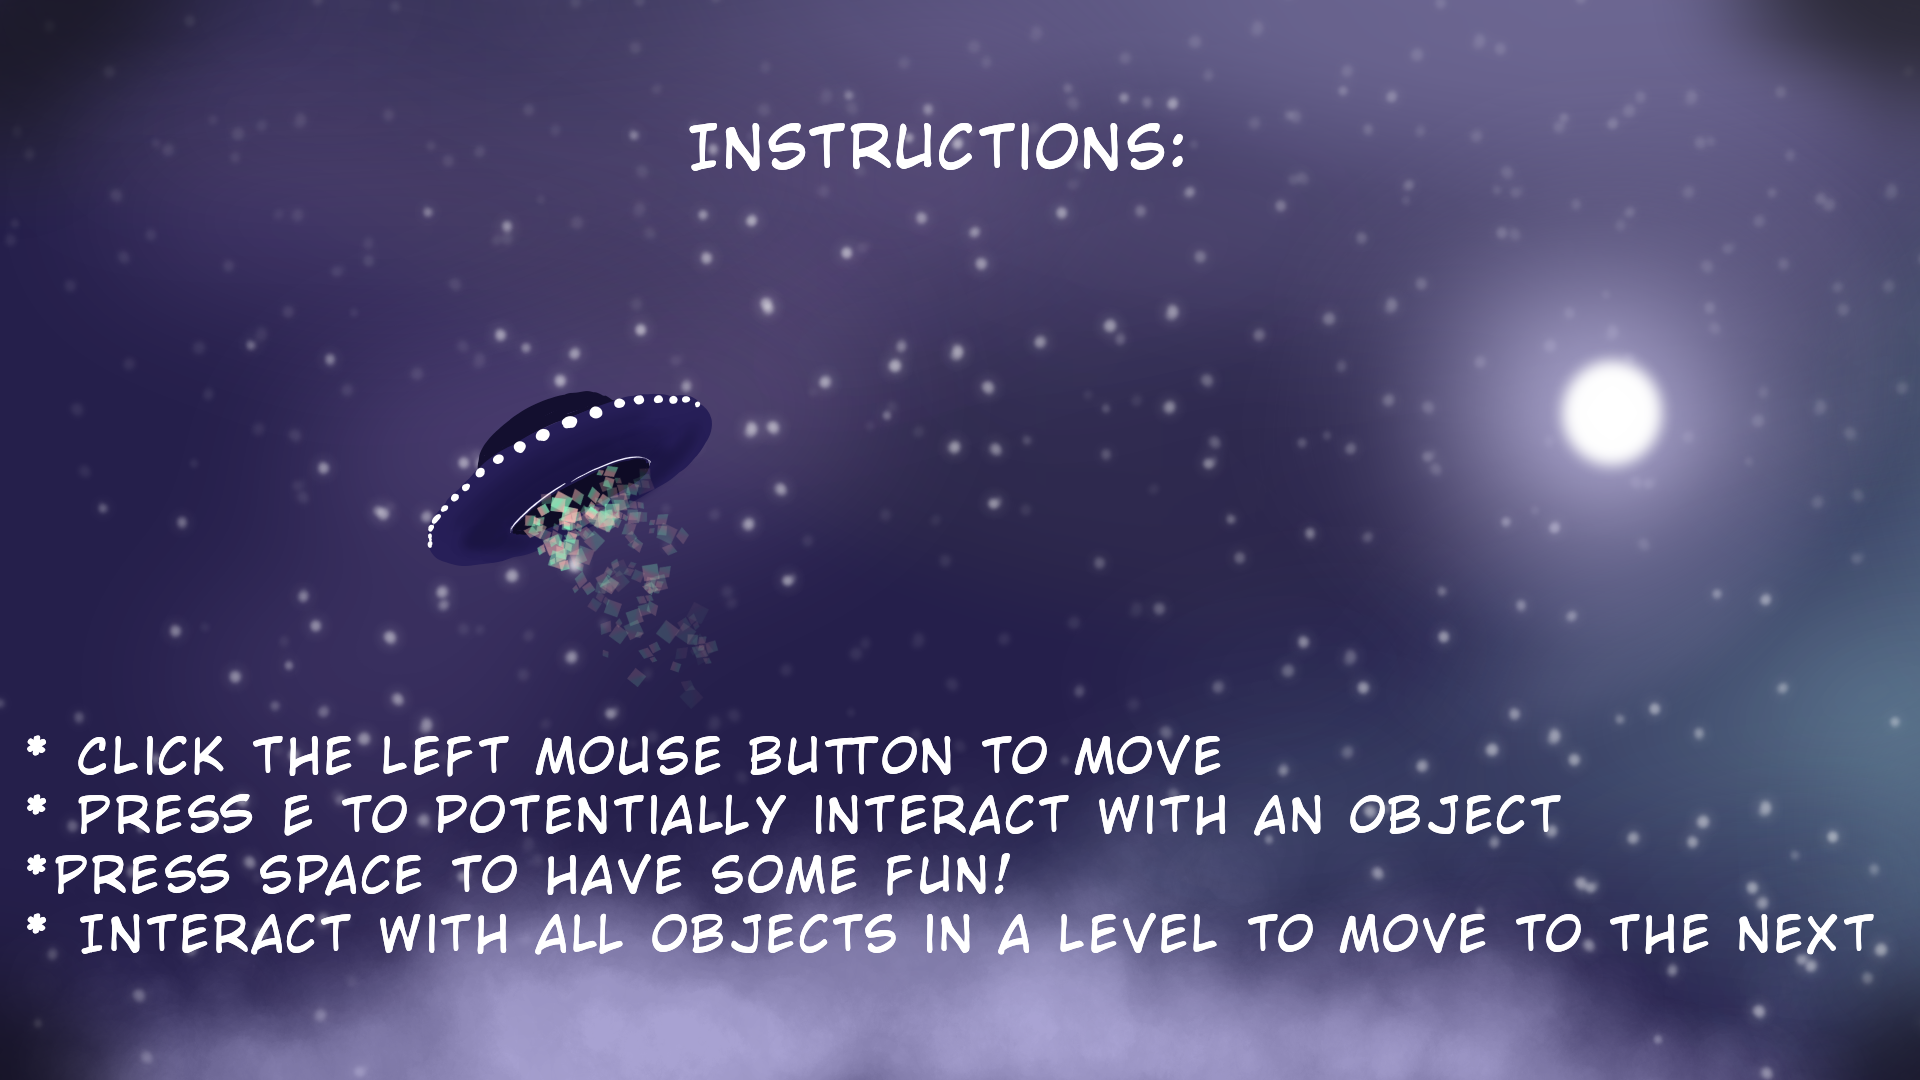 INSTRUCTIONS:
* CLICK THE LEFT MOUSE BUTTON TO MOVE
* PRESS E TO POTENTIALLY INTERACT WITH AN OBJECT
*PRESS SPACE TO HAVE SOME FUN!
* INTERACT WITH ALL OBJECTS IN A LEVEL TO MOVE TO THE NEXT